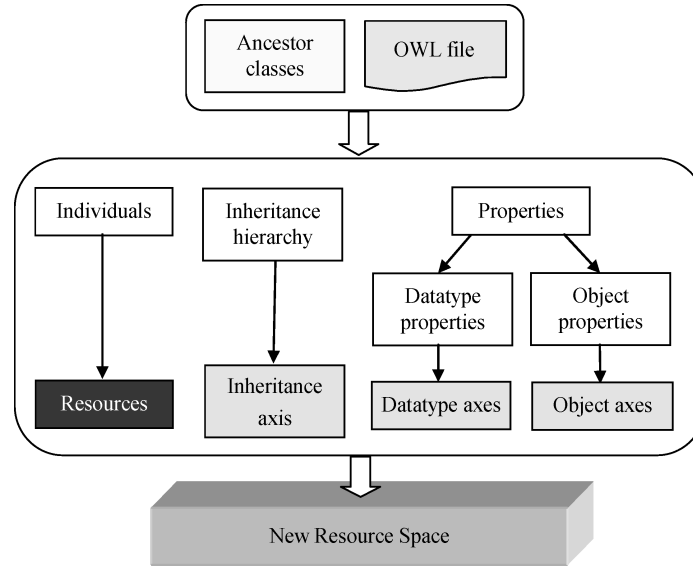 Ancestor
classes
OWL file
Individuals
Inheritance
hierarchy
Properties
Datatype
properties
Object
properties
Resources
Inheritance
axis
Datatype axes
Object axes
New Resource Space